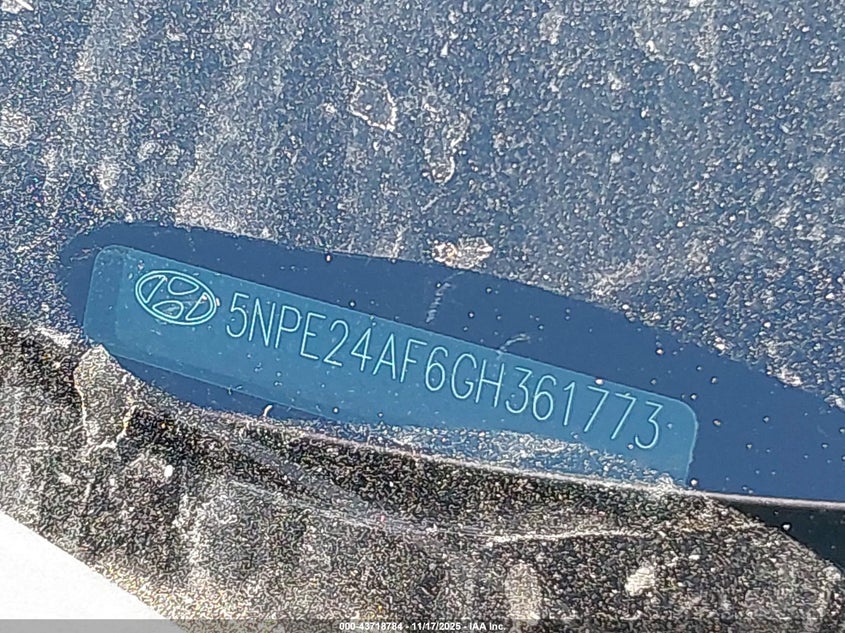 5NPE24AF6GH361773
000-43718784 - 11/17/2025 - IAA Inc.